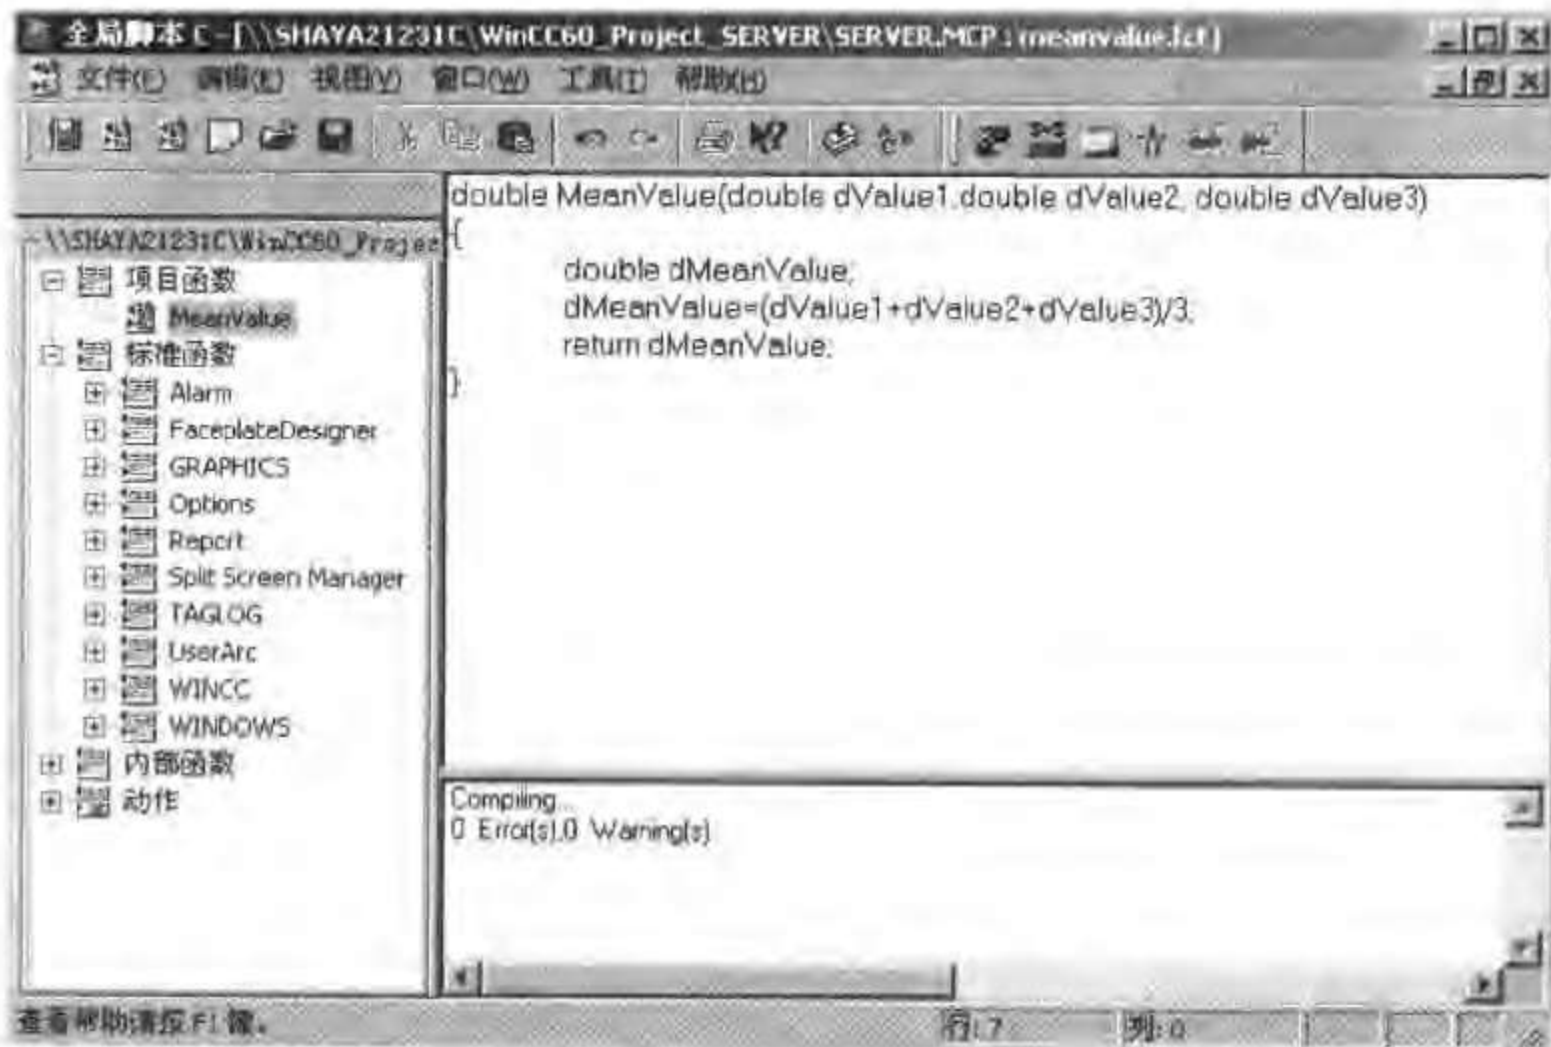 全局脚本 C - [\\SHAYA21231C\WinCC60_Project_SERVER\SERVER.MCP : meanvalue.fct]
文件(F) 编辑(E) 视图(V) 窗口(W) 工具(T) 帮助(H)
\\SHAYA21231C\WinCC60_Projec
项目函数
MeanValue
标准函数
Alarm
FaceplateDesigner
GRAPHICS
Options
Report
Split Screen Manager
TAGLOG
UserArc
WINCC
WINDOWS
内部函数
动作
double MeanValue(double dValue1,double dValue2, double dValue3)
{
double dMeanValue;
dMeanValue=(dValue1+dValue2+dValue3)/3;
return dMeanValue;
}
Compiling...
0 Error(s),0 Warning(s)
查看帮助请按 F1 键。
行: 7 列: 0